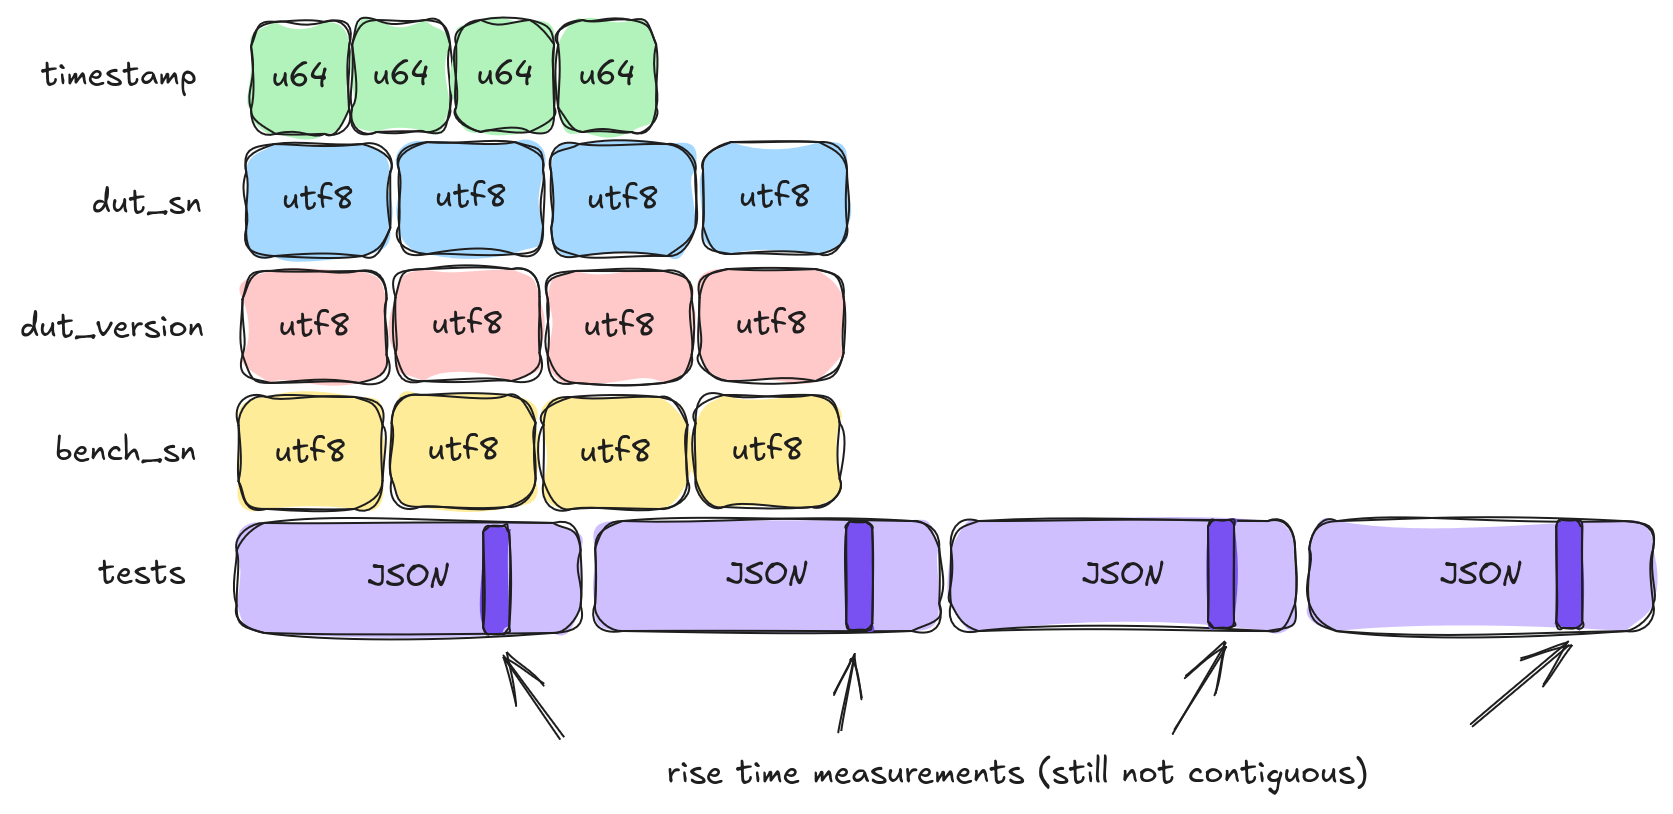 timestamp u64 u64 u64 u64
dut_sn utf8 utf8 utf8 utf8
dut_version utf8 utf8 utf8 utf8
bench_sn utf8 utf8 utf8 utf8
tests JSON JSON JSON JSON
rise time measurements (still not contiguous)